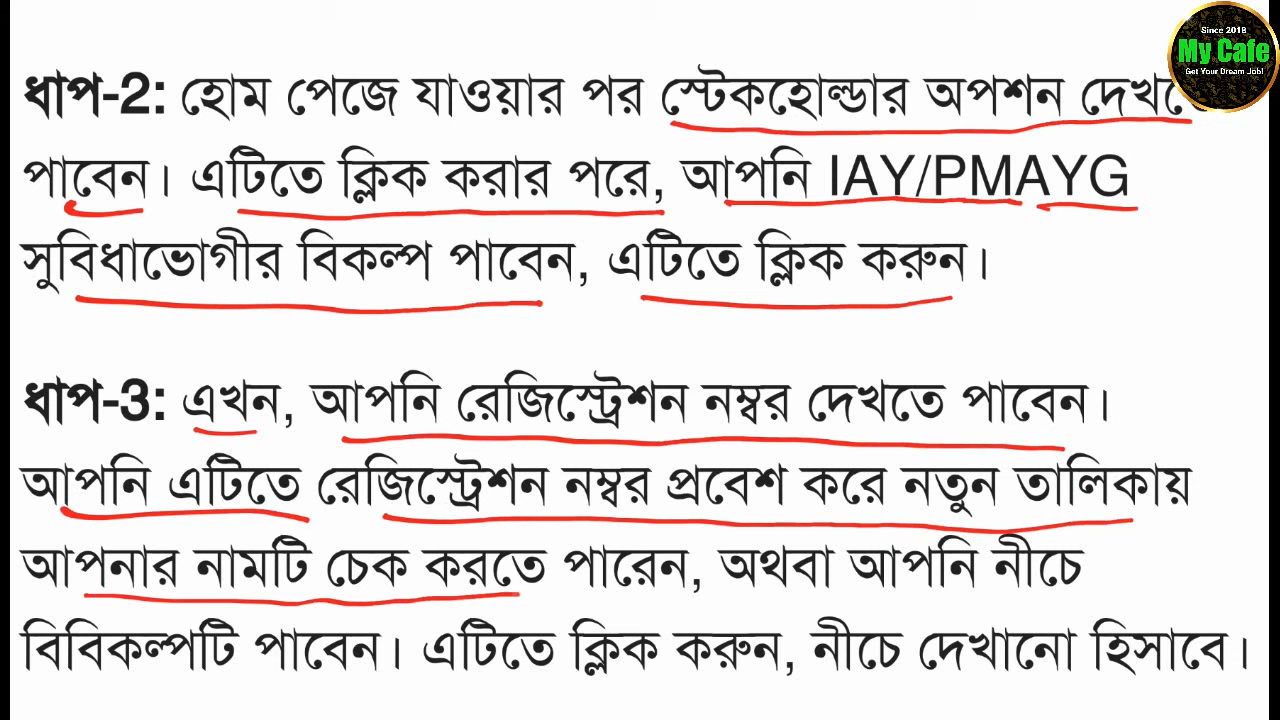 Since 2018
My Cafe
Get Your Dream Job!
ধাপ-2: হোম পেজে যাওয়ার পর স্টেকহোল্ডার অপশন দেখতে
পাবেন। এটিতে ক্লিক করার পরে, আপনি IAY/PMAYG
সুবিধাভোগীর বিকল্প পাবেন, এটিতে ক্লিক করুন।
ধাপ-3: এখন, আপনি রেজিস্ট্রেশন নম্বর দেখতে পাবেন।
আপনি এটিতে রেজিস্ট্রেশন নম্বর প্রবেশ করে নতুন তালিকায়
আপনার নামটি চেক করতে পারেন, অথবা আপনি নীচে
বিবিকল্পটি পাবেন। এটিতে ক্লিক করুন, নীচে দেখানো হিসাবে।